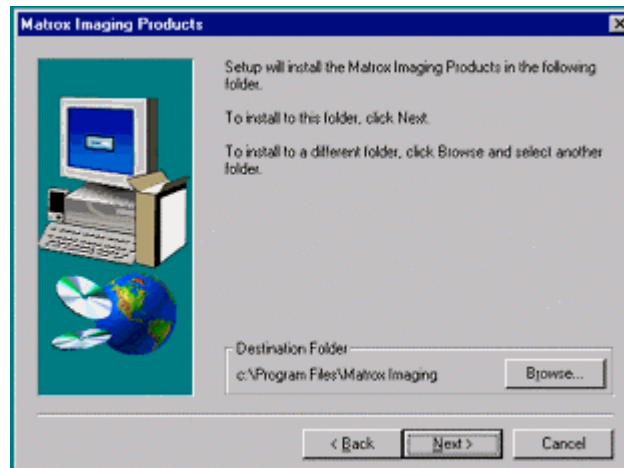 Matrox Imaging Products
Setup will install the Matrox Imaging Products in the following
folder.
To install to this folder, click Next.
To install to a different folder, click Browse and select another
folder.
Destination Folder
c:\Program Files\Matrox Imaging
Browse...
< Back
Next >
Cancel